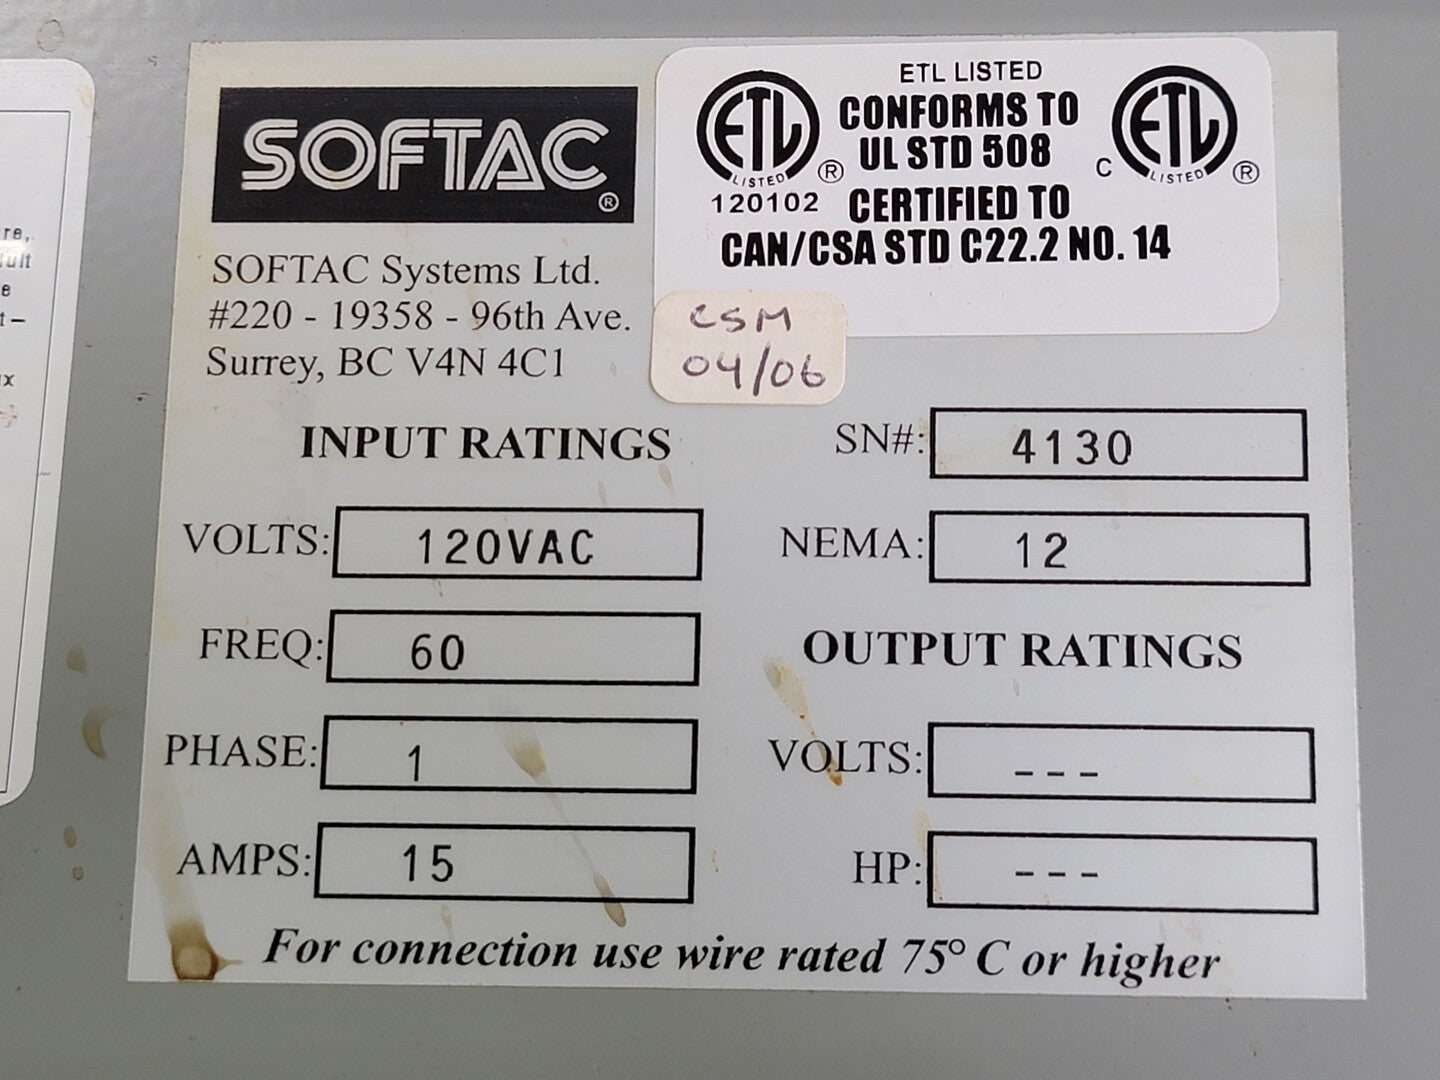 SOFTAC ®
SOFTAC Systems Ltd.
#220 - 19358 - 96th Ave.
Surrey, BC V4N 4C1
ETL LISTED
CONFORMS TO
UL STD 508
CERTIFIED TO
CAN/CSA STD C22.2 NO. 14
ETL LISTED ®
120102
C ETL LISTED ®
CSM
04/06
INPUT RATINGS
VOLTS: 120VAC
FREQ: 60
PHASE: 1
AMPS: 15
SN#: 4130
NEMA: 12
OUTPUT RATINGS
VOLTS: ---
HP: ---
For connection use wire rated 75° C or higher